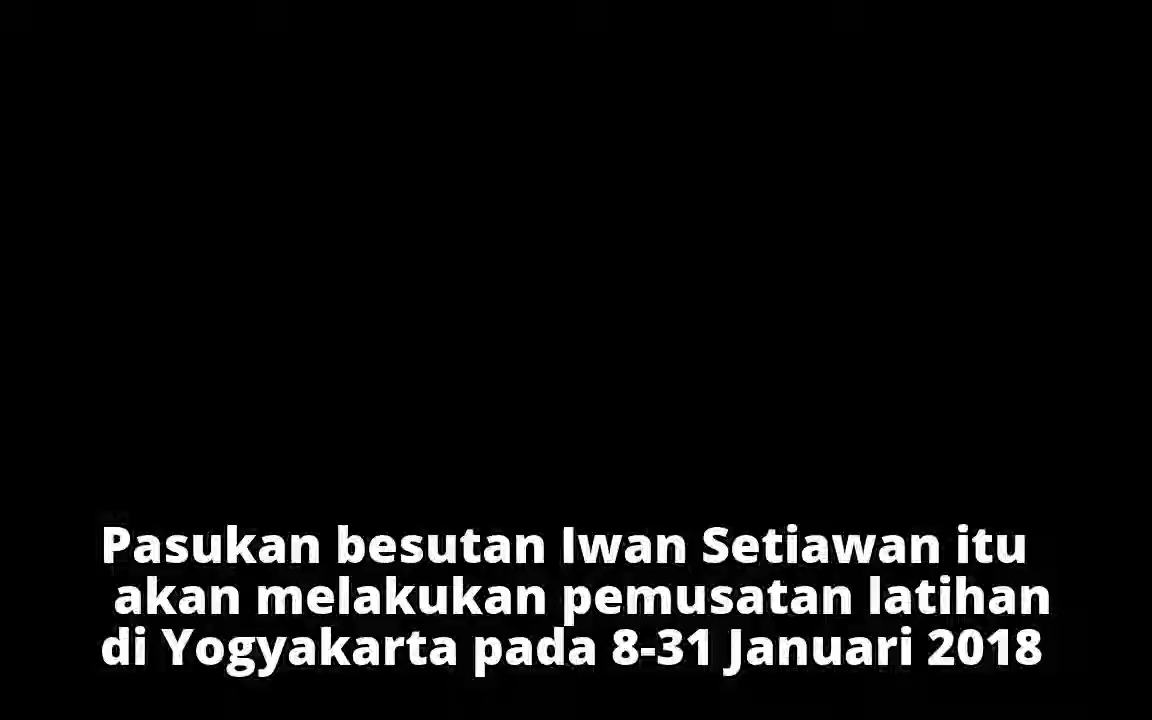 Pasukan besutan Iwan Setiawan itu
akan melakukan pemusatan latihan
di Yogyakarta pada 8-31 Januari 2018